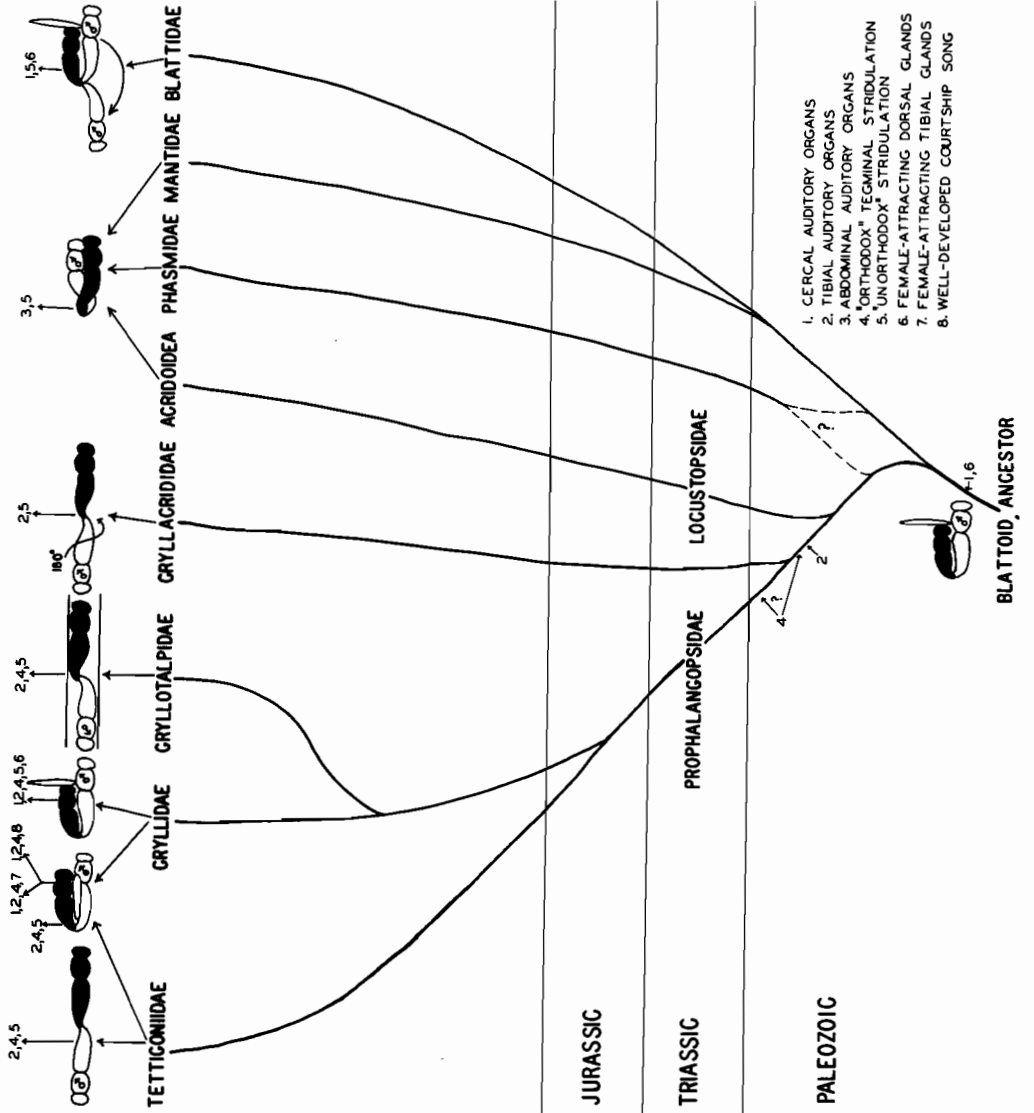 2,4,5
2,4,5
1,2,4,7
1,2,4,8
1,2,4,5,6
2,4,5
2,5
180°
3,5
1,5,6
♂
♂
♂
♂
♂
♂
♂
♂
TETTIGONIIDAE
GRYLLIDAE
GRYLLOTALPIDAE
GRYLLACRIDIDAE
ACRIDOIDEA
PHASMIDAE
MANTIDAE
BLATTIDAE
JURASSIC
TRIASSIC
PROPHALANGOPSIDAE
LOCUSTOPSIDAE
PALEOZOIC
4
?
2
?
1. CERCAL AUDITORY ORGANS
2. TIBIAL AUDITORY ORGANS
3. ABDOMINAL AUDITORY ORGANS
4. "ORTHODOX" TEGMINAL STRIDULATION
5. "UNORTHODOX" STRIDULATION
6. FEMALE-ATTRACTING DORSAL GLANDS
7. FEMALE-ATTRACTING TIBIAL GLANDS
8. WELL-DEVELOPED COURTSHIP SONG
♂
1,6
BLATTOID ANCESTOR